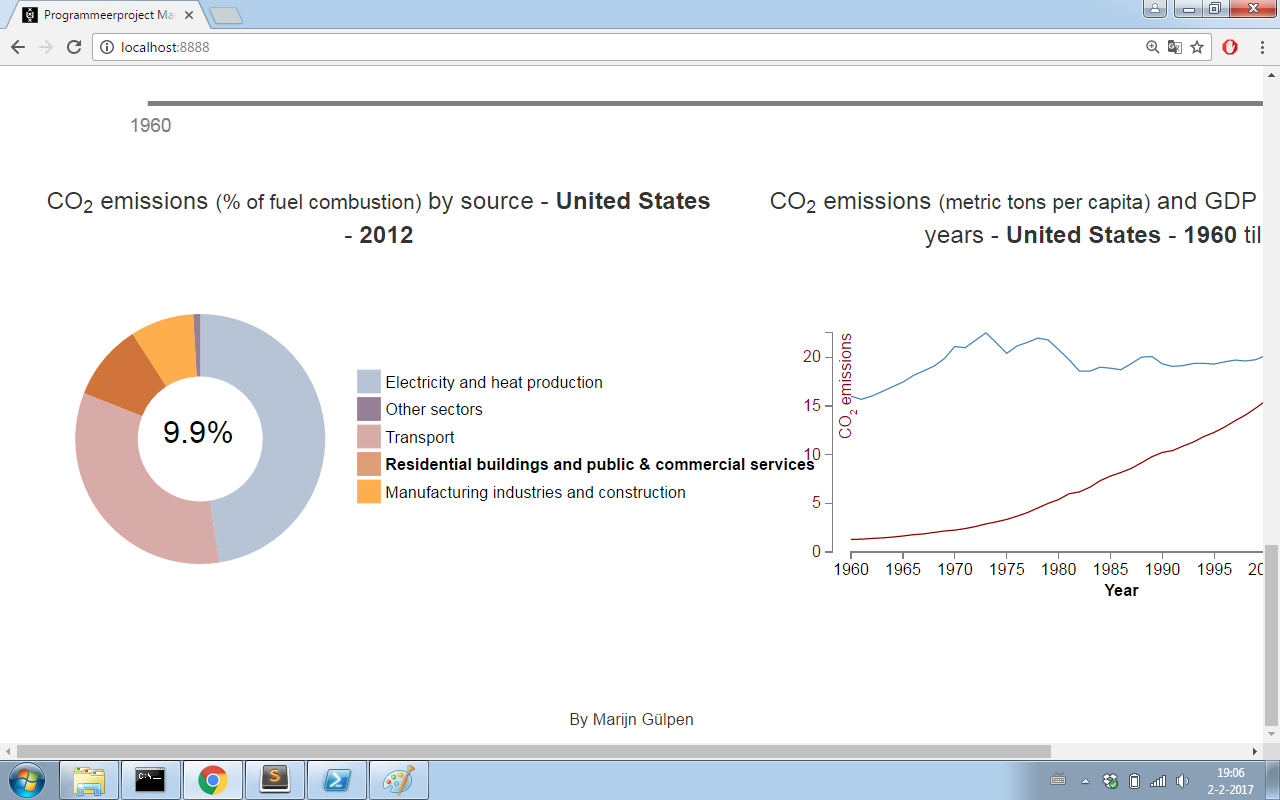 Programmeerproject Ma
localhost:8888
1960
CO2 emissions (% of fuel combustion) by source - United States
- 2012
CO2 emissions (metric tons per capita) and GDP
years - United States - 1960 til
9.9%
Electricity and heat production
Other sectors
Transport
Residential buildings and public & commercial services
Manufacturing industries and construction
CO2 emissions
20
15
10
5
0
1960 1965 1970 1975 1980 1985 1990 1995 20
Year
By Marijn Gülpen
C:\
S
19:06
2-2-2017